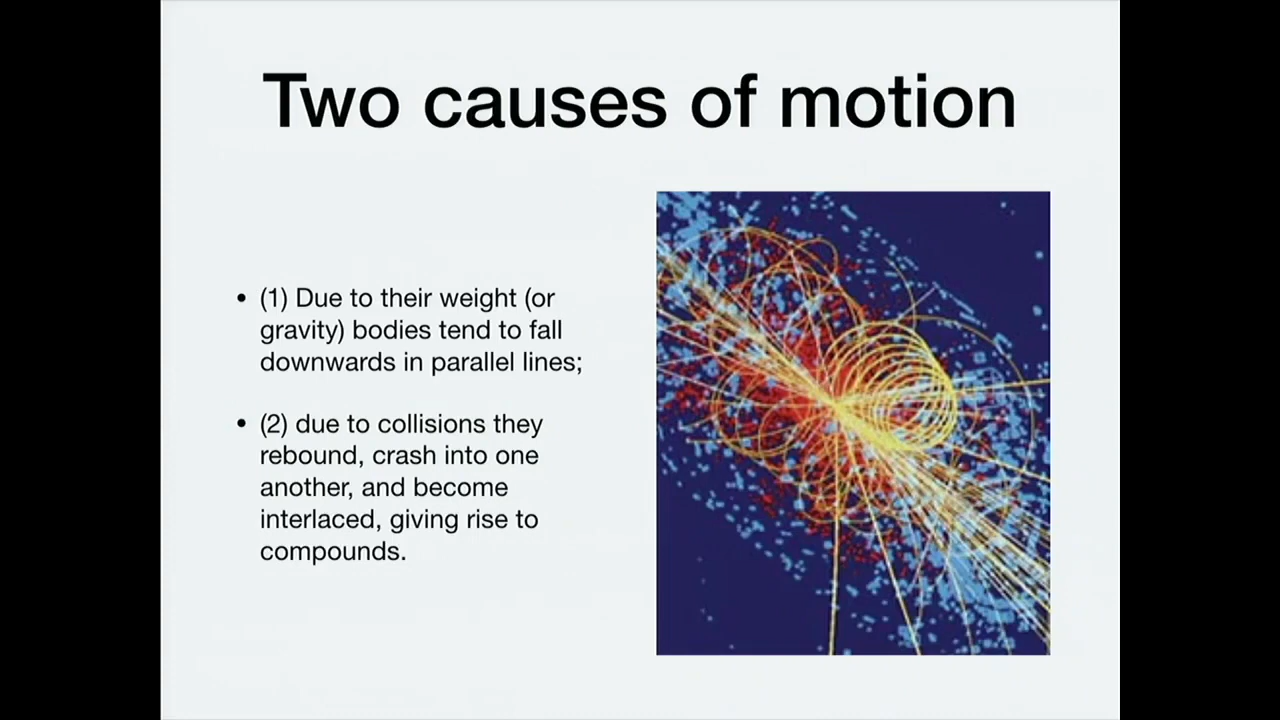 Two causes of motion
• (1) Due to their weight (or
gravity) bodies tend to fall
downwards in parallel lines;
• (2) due to collisions they
rebound, crash into one
another, and become
interlaced, giving rise to
compounds.